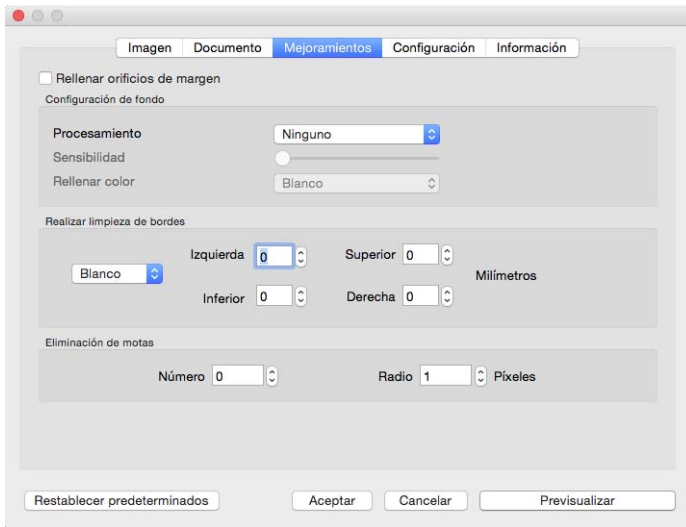 Imagen Documento Mejoramientos Configuración Información
Rellenar orificios de margen
Configuración de fondo
Procesamiento Ninguno
Sensibilidad
Rellenar color Blanco
Realizar limpieza de bordes
Izquierda 0 Superior 0
Blanco Milímetros
Inferior 0 Derecha 0
Eliminación de motas
Número 0 Radio 1 Píxeles
Restablecer predeterminados Aceptar Cancelar Previsualizar